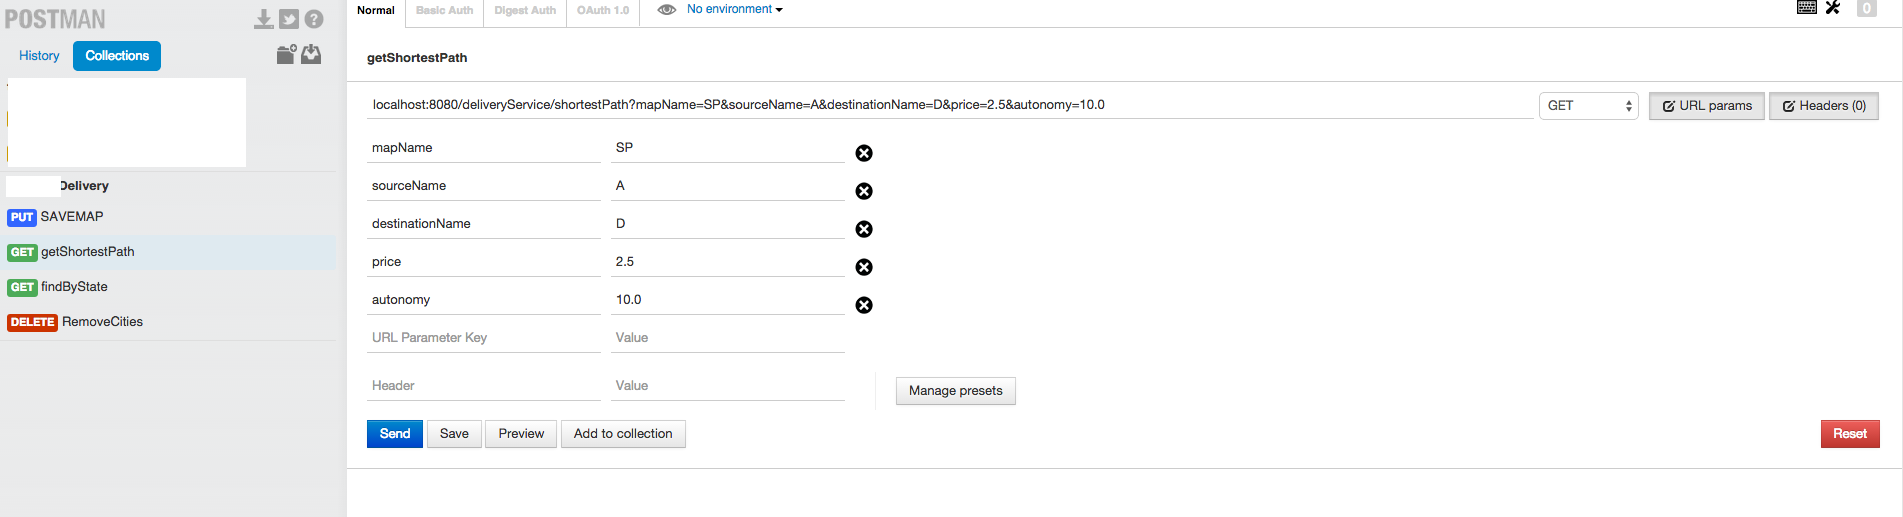 POSTMAN
History Collections
Delivery
PUT SAVEMAP
GET getShortestPath
GET findByState
DELETE RemoveCities
Normal Basic Auth Digest Auth OAuth 1.0 No environment 0
getShortestPath
localhost:8080/deliveryService/shortestPath?mapName=SP&sourceName=A&destinationName=D&price=2.5&autonomy=10.0 GET URL params Headers (0)
mapName SP
sourceName A
destinationName D
price 2.5
autonomy 10.0
URL Parameter Key Value
Header Value Manage presets
Send Save Preview Add to collection Reset